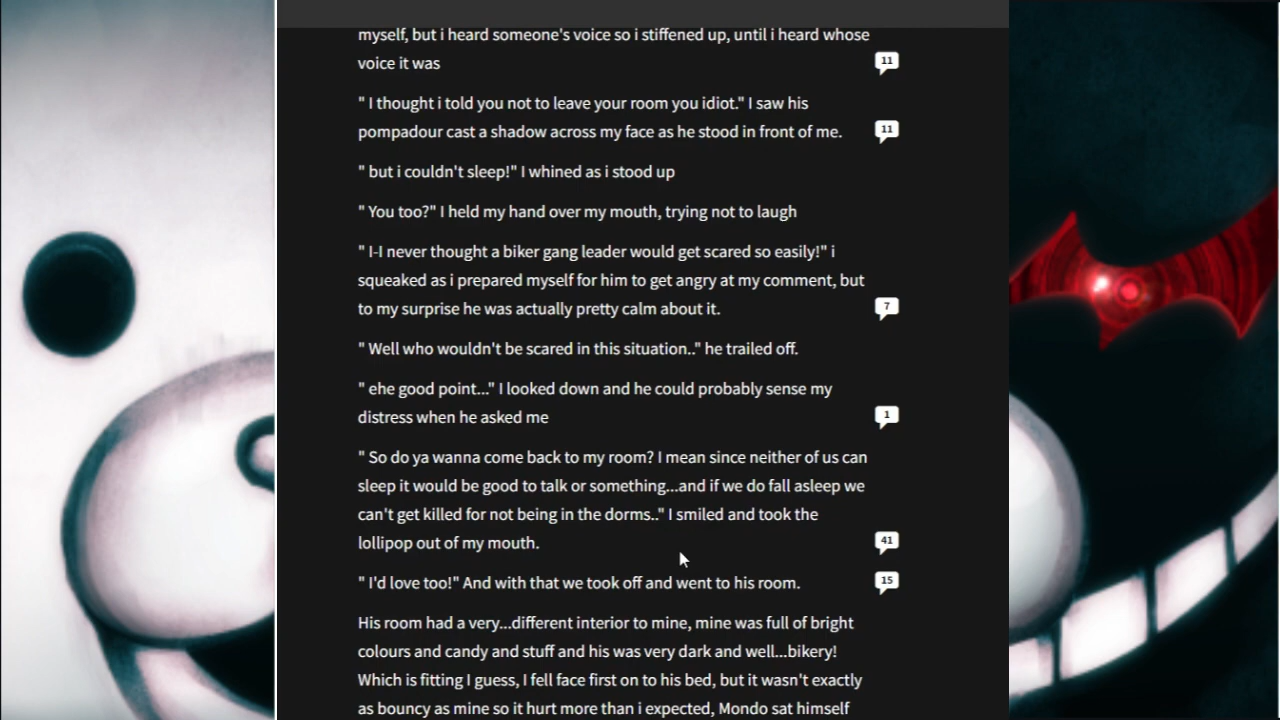 myself, but i heard someone's voice so i stiffened up, until i heard whose
voice it was
11
" I thought i told you not to leave your room you idiot." I saw his
pompadour cast a shadow across my face as he stood in front of me.
11
" but i couldn't sleep!" I whined as i stood up
" You too?" I held my hand over my mouth, trying not to laugh
" I-I never thought a biker gang leader would get scared so easily!" i
squeaked as i prepared myself for him to get angry at my comment, but
to my surprise he was actually pretty calm about it.
7
" Well who wouldn't be scared in this situation.." he trailed off.
" ehe good point..." I looked down and he could probably sense my
distress when he asked me
1
" So do ya wanna come back to my room? I mean since neither of us can
sleep it would be good to talk or something...and if we do fall asleep we
can't get killed for not being in the dorms.." I smiled and took the
lollipop out of my mouth.
41
" I'd love too!" And with that we took off and went to his room.
15
His room had a very...different interior to mine, mine was full of bright
colours and candy and stuff and his was very dark and well...bikery!
Which is fitting I guess, I fell face first on to his bed, but it wasn't exactly
as bouncy as mine so it hurt more than i expected, Mondo sat himself